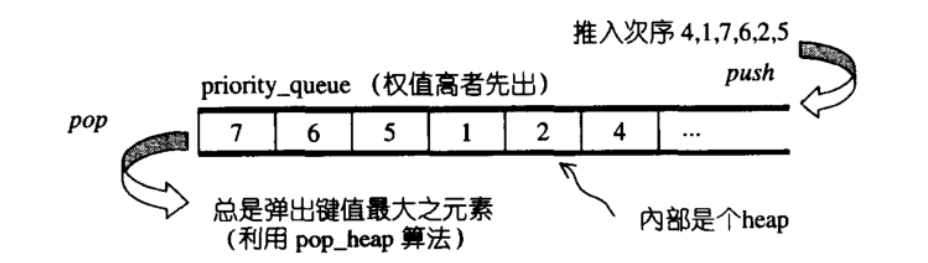 推入次序 4,1,7,6,2,5
priority_queue （权值高者先出）
push
pop
7 6 5 1 2 4 ...
总是弹出键值最大之元素
（利用 pop_heap 算法）
内部是个heap